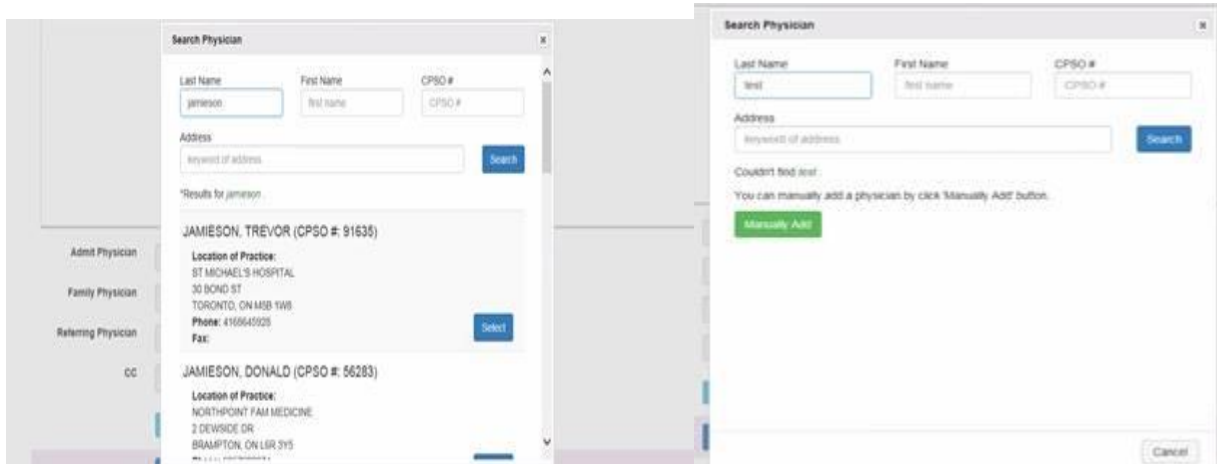 Search Physician
x
Last Name First Name CPSO #
jamieson first name CPSO #
Address
keyword of address
Search
*Results for jamieson
JAMIESON, TREVOR (CPSO #: 91635)
Location of Practice:
ST MICHAEL'S HOSPITAL
30 BOND ST
TORONTO, ON M5B 1W8
Phone: 4168645928
Fax:
Select
JAMIESON, DONALD (CPSO #: 56283)
Location of Practice:
NORTHPOINT FAM MEDICINE
2 DEWSIDE DR
BRAMPTON, ON L6R 3Y5
Admit Physician
Family Physician
Referring Physician
CC
Search Physician
x
Last Name First Name CPSO #
test first name CPSO #
Address
keyword of address
Search
Couldn't find test .
You can manually add a physician by click 'Manually Add' button.
Manually Add
Cancel